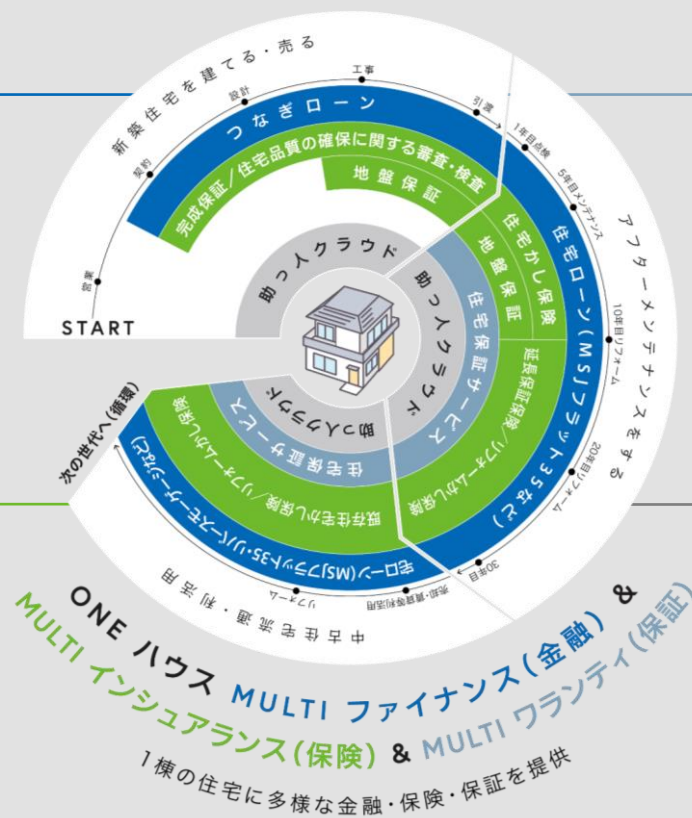 新築住宅を建てる・売る
START
営業
契約
設計
工事
引渡
つなぎローン
完成保証/住宅品質の確保に関する審査・検査
地盤保証
助っ人クラウド
アフターメンテナンスをする
1年目点検
5年目メンテナンス
10年目リフォーム
20年目リフォーム
30年目
住宅ローン(MSJフラット35など)
住宅かし保険
地盤保証
延長保証保険/リフォームかし保険
住宅保証サービス
助っ人クラウド
中古住宅流通・利活用
売却・賃貸等利活用
リフォーム
宅ローン(MSJフラット35・リバースモーゲージなど)
既存住宅かし保険/リフォームかし保険
住宅保証サービス
助っ人クラウド
次の世代へ(循環)
ONE ハウス MULTI ファイナンス(金融) &
MULTI インシュアランス(保険) & MULTI ワランティ(保証)
1棟の住宅に多様な金融・保険・保証を提供